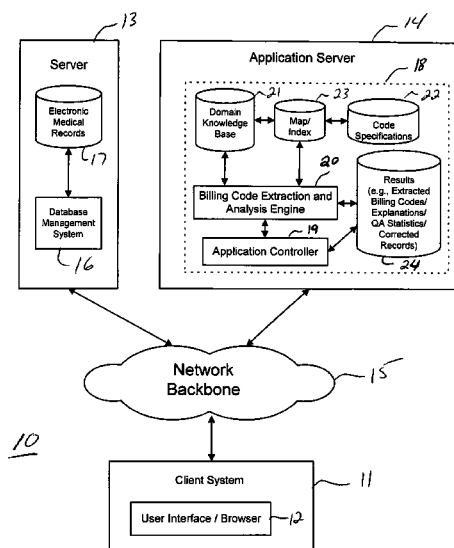 13
Server
Electronic
Medical
Records
17
Database
Management
System
16
14
Application Server
18
21
Domain
Knowledge
Base
23
Map/
Index
22
Code
Specifications
20
Billing Code Extraction and
Analysis Engine
19
Application Controller
Results
(e.g., Extracted
Billing Codes/
Explanations/
QA Statistics/
Corrected
Records)
24
Network
Backbone
15
10
Client System
11
User Interface / Browser
12